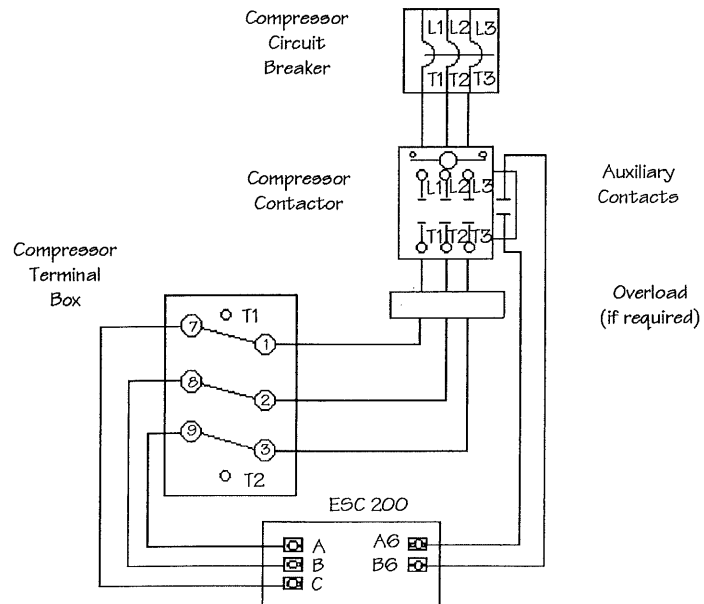 Compressor
Circuit
Breaker
L1 L2 L3
T1 T2 T3
Compressor
Contactor
L1 L2 L3
T1 T2 T3
Auxiliary
Contacts
Compressor
Terminal
Box
Overload
(if required)
T1
7
1
8
2
9
3
T2
ESC 200
A A6
B B6
C